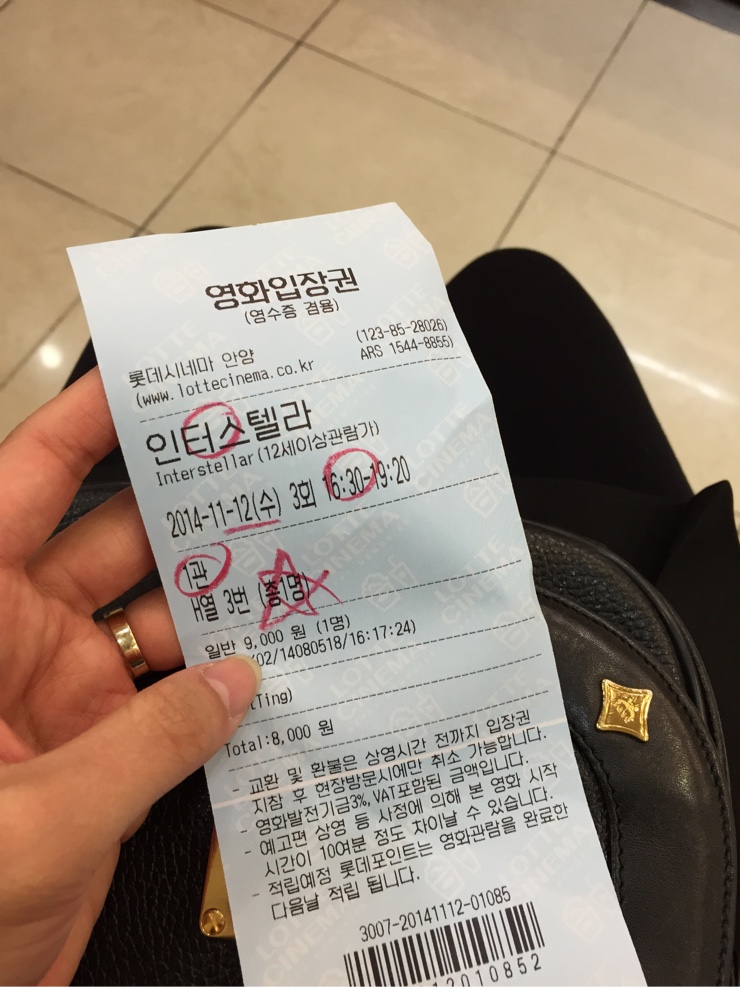 영화입장권
(영수증 겸용)
롯데시네마 안양 (123-85-28026)
(www.lottecinema.co.kr ARS 1544-8855)
인터스텔라
Interstellar(12세이상관람가)
2014-11-12(수) 3회 16:30-19:20
1관
H열 3번 (총1명)
일반 9,000 원 (1명)
02/14080518/16:17:24)
Total:8,000 원
- 교환 및 환불은 상영시간 전까지 입장권
지참 후 현장방문시에만 취소 가능합니다.
- 영화발전기금3%, VAT포함된 금액입니다.
- 예고편 상영 등 사정에 의해 본 영화 시작
시간이 10여분 정도 차이날 수 있습니다.
- 적립예정 롯데포인트는 영화관람을 완료한
다음날 적립 됩니다.
3007-20141112-01085